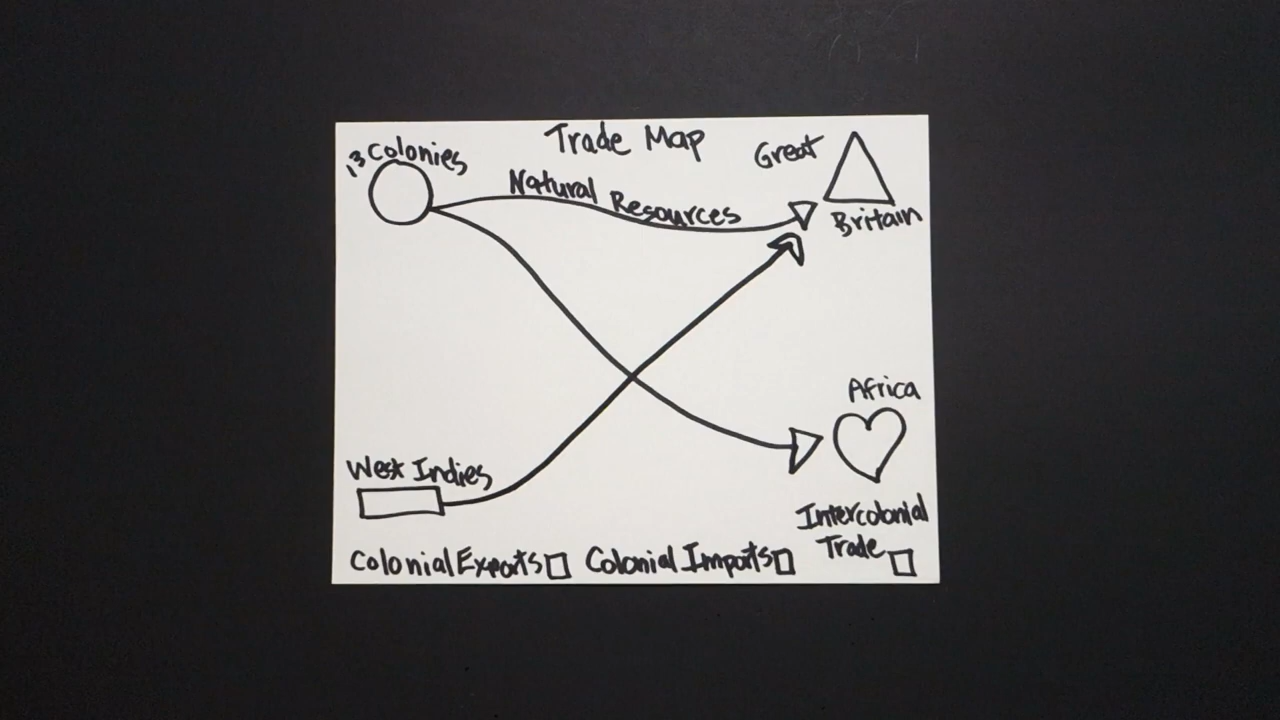 Trade Map
13 Colonies
Great
Britain
Natural Resources
Africa
West Indies
Intercolonial
Trade
Colonial Exports
Colonial Imports